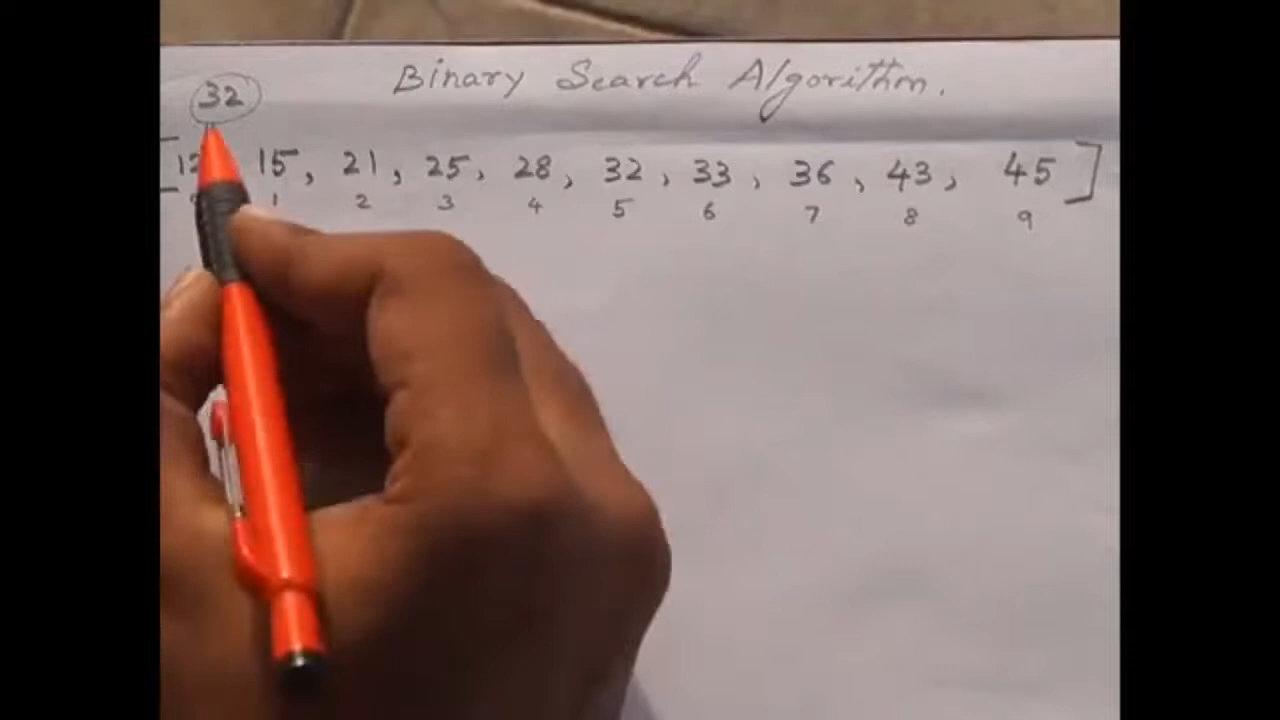 Binary Search Algorithm.
32
[12 15, 21, 25, 28, 32, 33, 36, 43, 45]
1 2 3 4 5 6 7 8 9